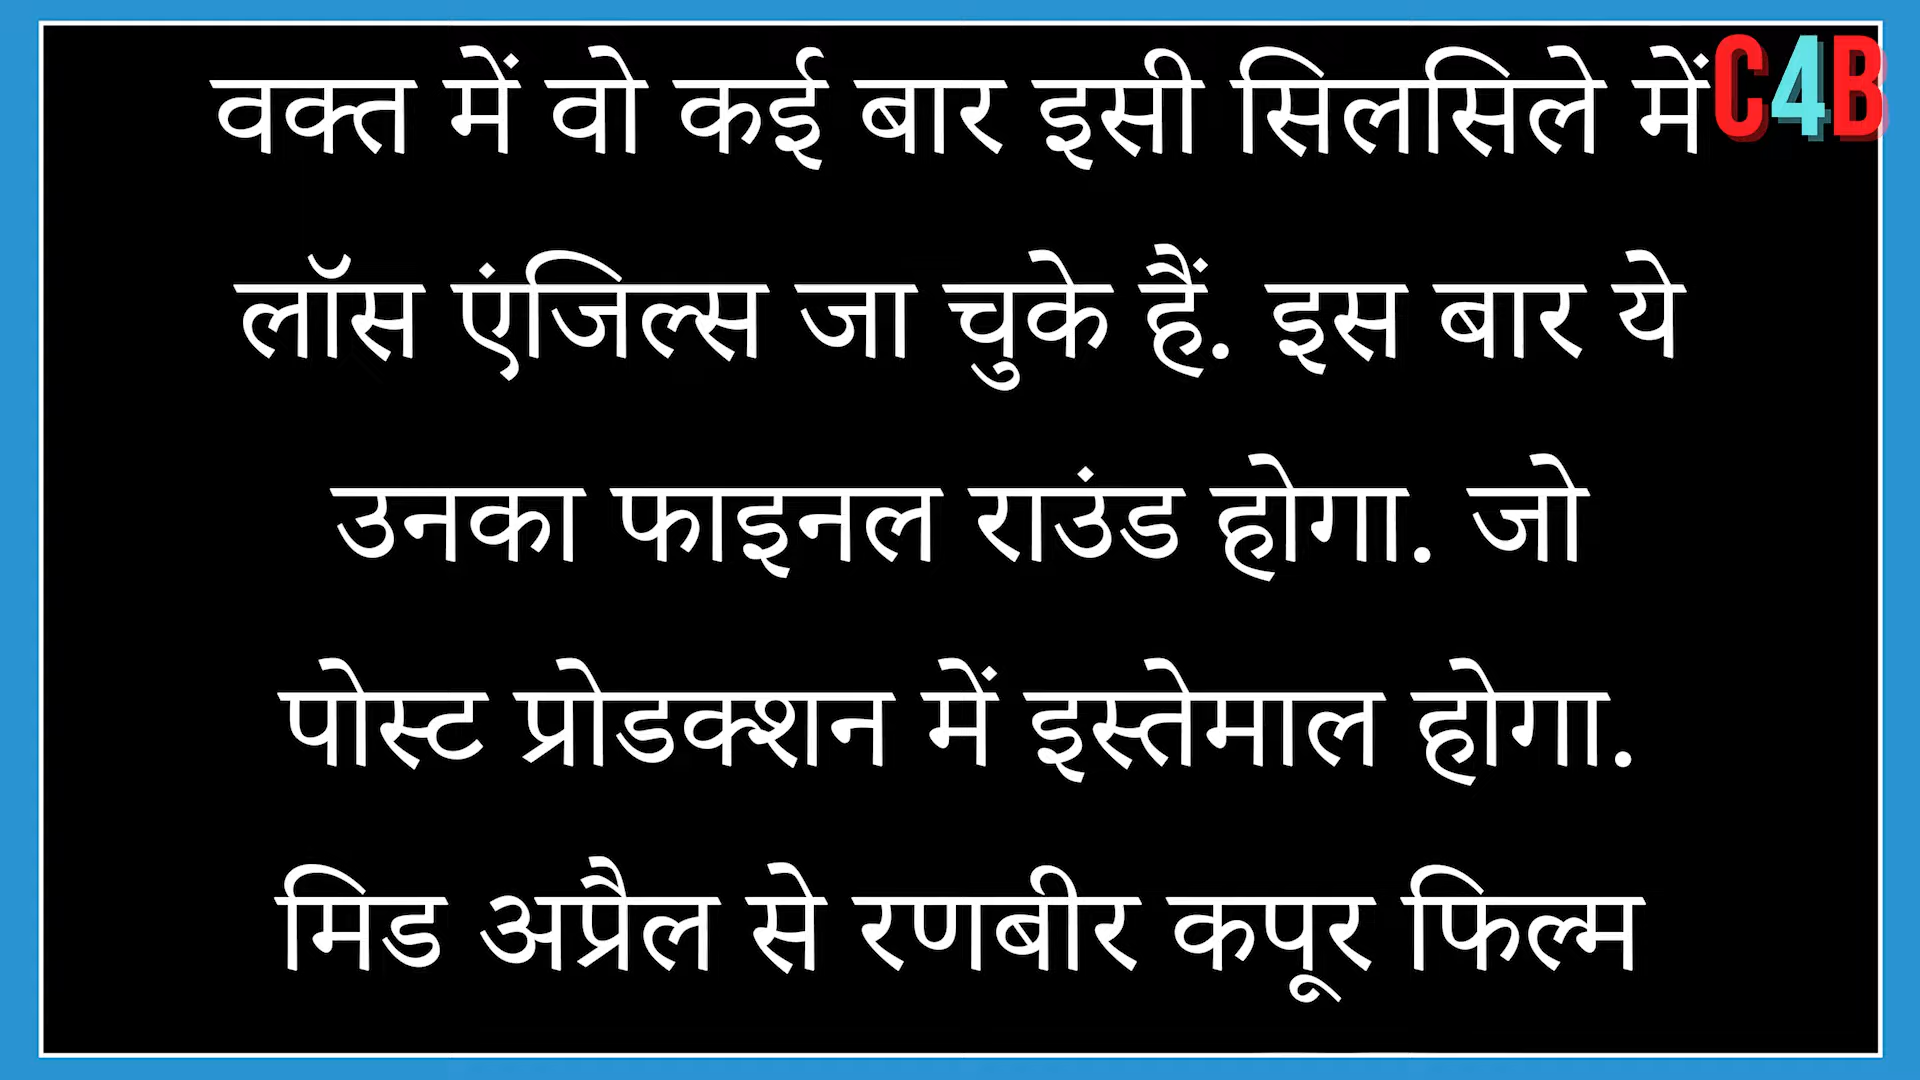 वक्त में वो कई बार इसी सिलसिले में
C4B
लॉस एंजिल्स जा चुके हैं. इस बार ये
उनका फाइनल राउंड होगा. जो
पोस्ट प्रोडक्शन में इस्तेमाल होगा.
मिड अप्रैल से रणबीर कपूर फिल्म